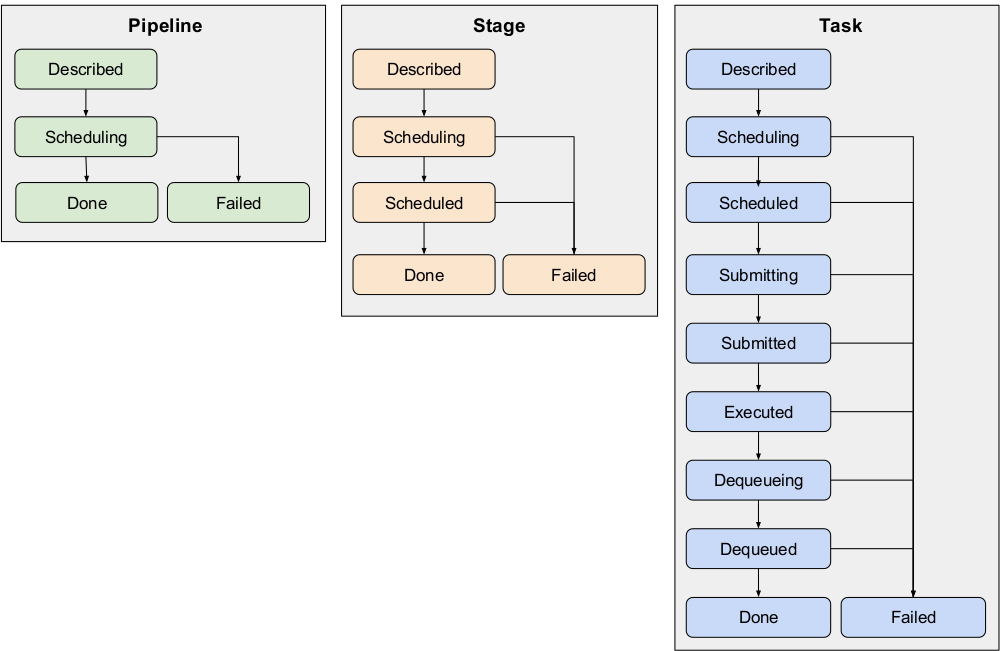 Pipeline
Described
Scheduling
Done
Failed
Stage
Described
Scheduling
Scheduled
Done
Failed
Task
Described
Scheduling
Scheduled
Submitting
Submitted
Executed
Dequeueing
Dequeued
Done
Failed